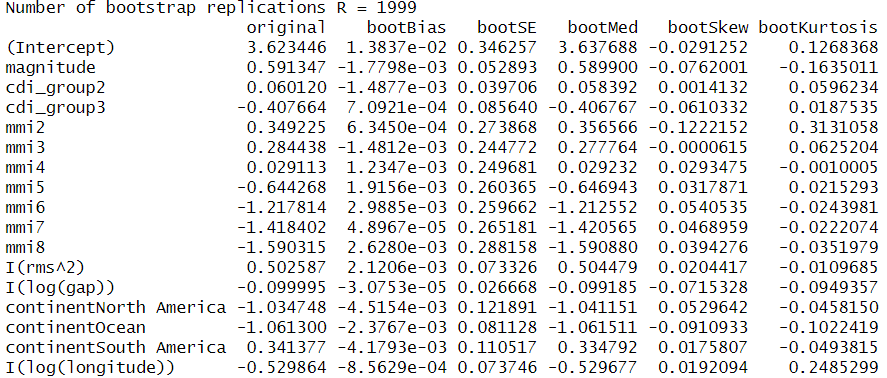 Number of bootstrap replications R = 1999
original bootBias bootSE bootMed bootSkew bootKurtosis
(Intercept) 3.623446 1.3837e-02 0.346257 3.637688 -0.0291252 0.1268368
magnitude 0.591347 -1.7798e-03 0.052893 0.589900 -0.0762001 -0.1635011
cdi_group2 0.060120 -1.4877e-03 0.039706 0.058392 0.0014132 0.0596234
cdi_group3 -0.407664 7.0921e-04 0.085640 -0.406767 -0.0610332 0.0187535
mmi2 0.349225 6.3450e-04 0.273868 0.356566 -0.1222152 0.3131058
mmi3 0.284438 -1.4812e-03 0.244772 0.277764 -0.0000615 0.0625204
mmi4 0.029113 1.2347e-03 0.249681 0.029232 0.0293475 -0.0010005
mmi5 -0.644268 1.9156e-03 0.260365 -0.646943 0.0317871 0.0215293
mmi6 -1.217814 2.9885e-03 0.259662 -1.212552 0.0540535 -0.0243981
mmi7 -1.418402 4.8967e-05 0.265181 -1.420565 0.0468959 -0.0222074
mmi8 -1.590315 2.6280e-03 0.288158 -1.590880 0.0394276 -0.0351979
I(rms^2) 0.502587 2.1206e-03 0.073326 0.504479 0.0204417 -0.0109685
I(log(gap)) -0.099995 -3.0753e-05 0.026668 -0.099185 -0.0715328 -0.0949357
continentNorth America -1.034748 -4.5154e-03 0.121891 -1.041151 0.0529642 -0.0458150
continentOcean -1.061300 -2.3767e-03 0.081128 -1.061511 -0.0910933 -0.1022419
continentSouth America 0.341377 -4.1793e-03 0.110517 0.334792 0.0175807 -0.0493815
I(log(longitude)) -0.529864 -8.5629e-04 0.073746 -0.529677 0.0192094 0.2485299